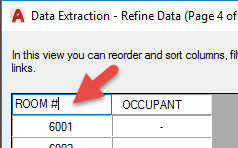 Data Extraction - Refine Data (Page 4 of
In this view you can reorder and sort columns, fil
links.
ROOM # OCCUPANT
6001 -